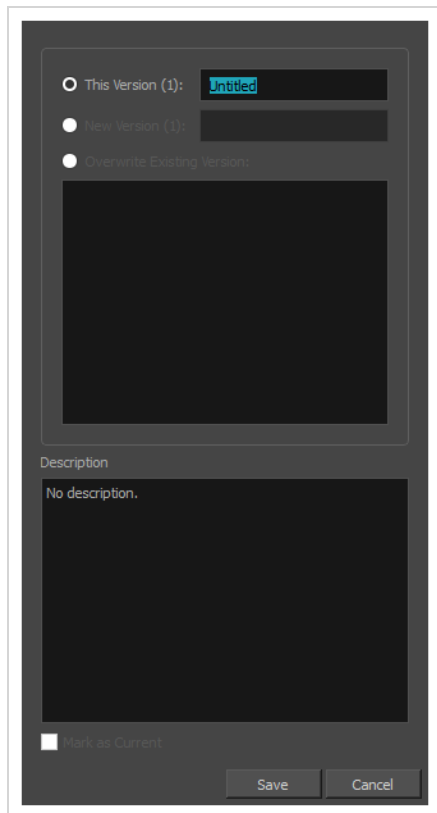 This Version (1): Untitled
New Version (1):
Overwrite Existing Version:
Description
No description.
Mark as Current
Save Cancel